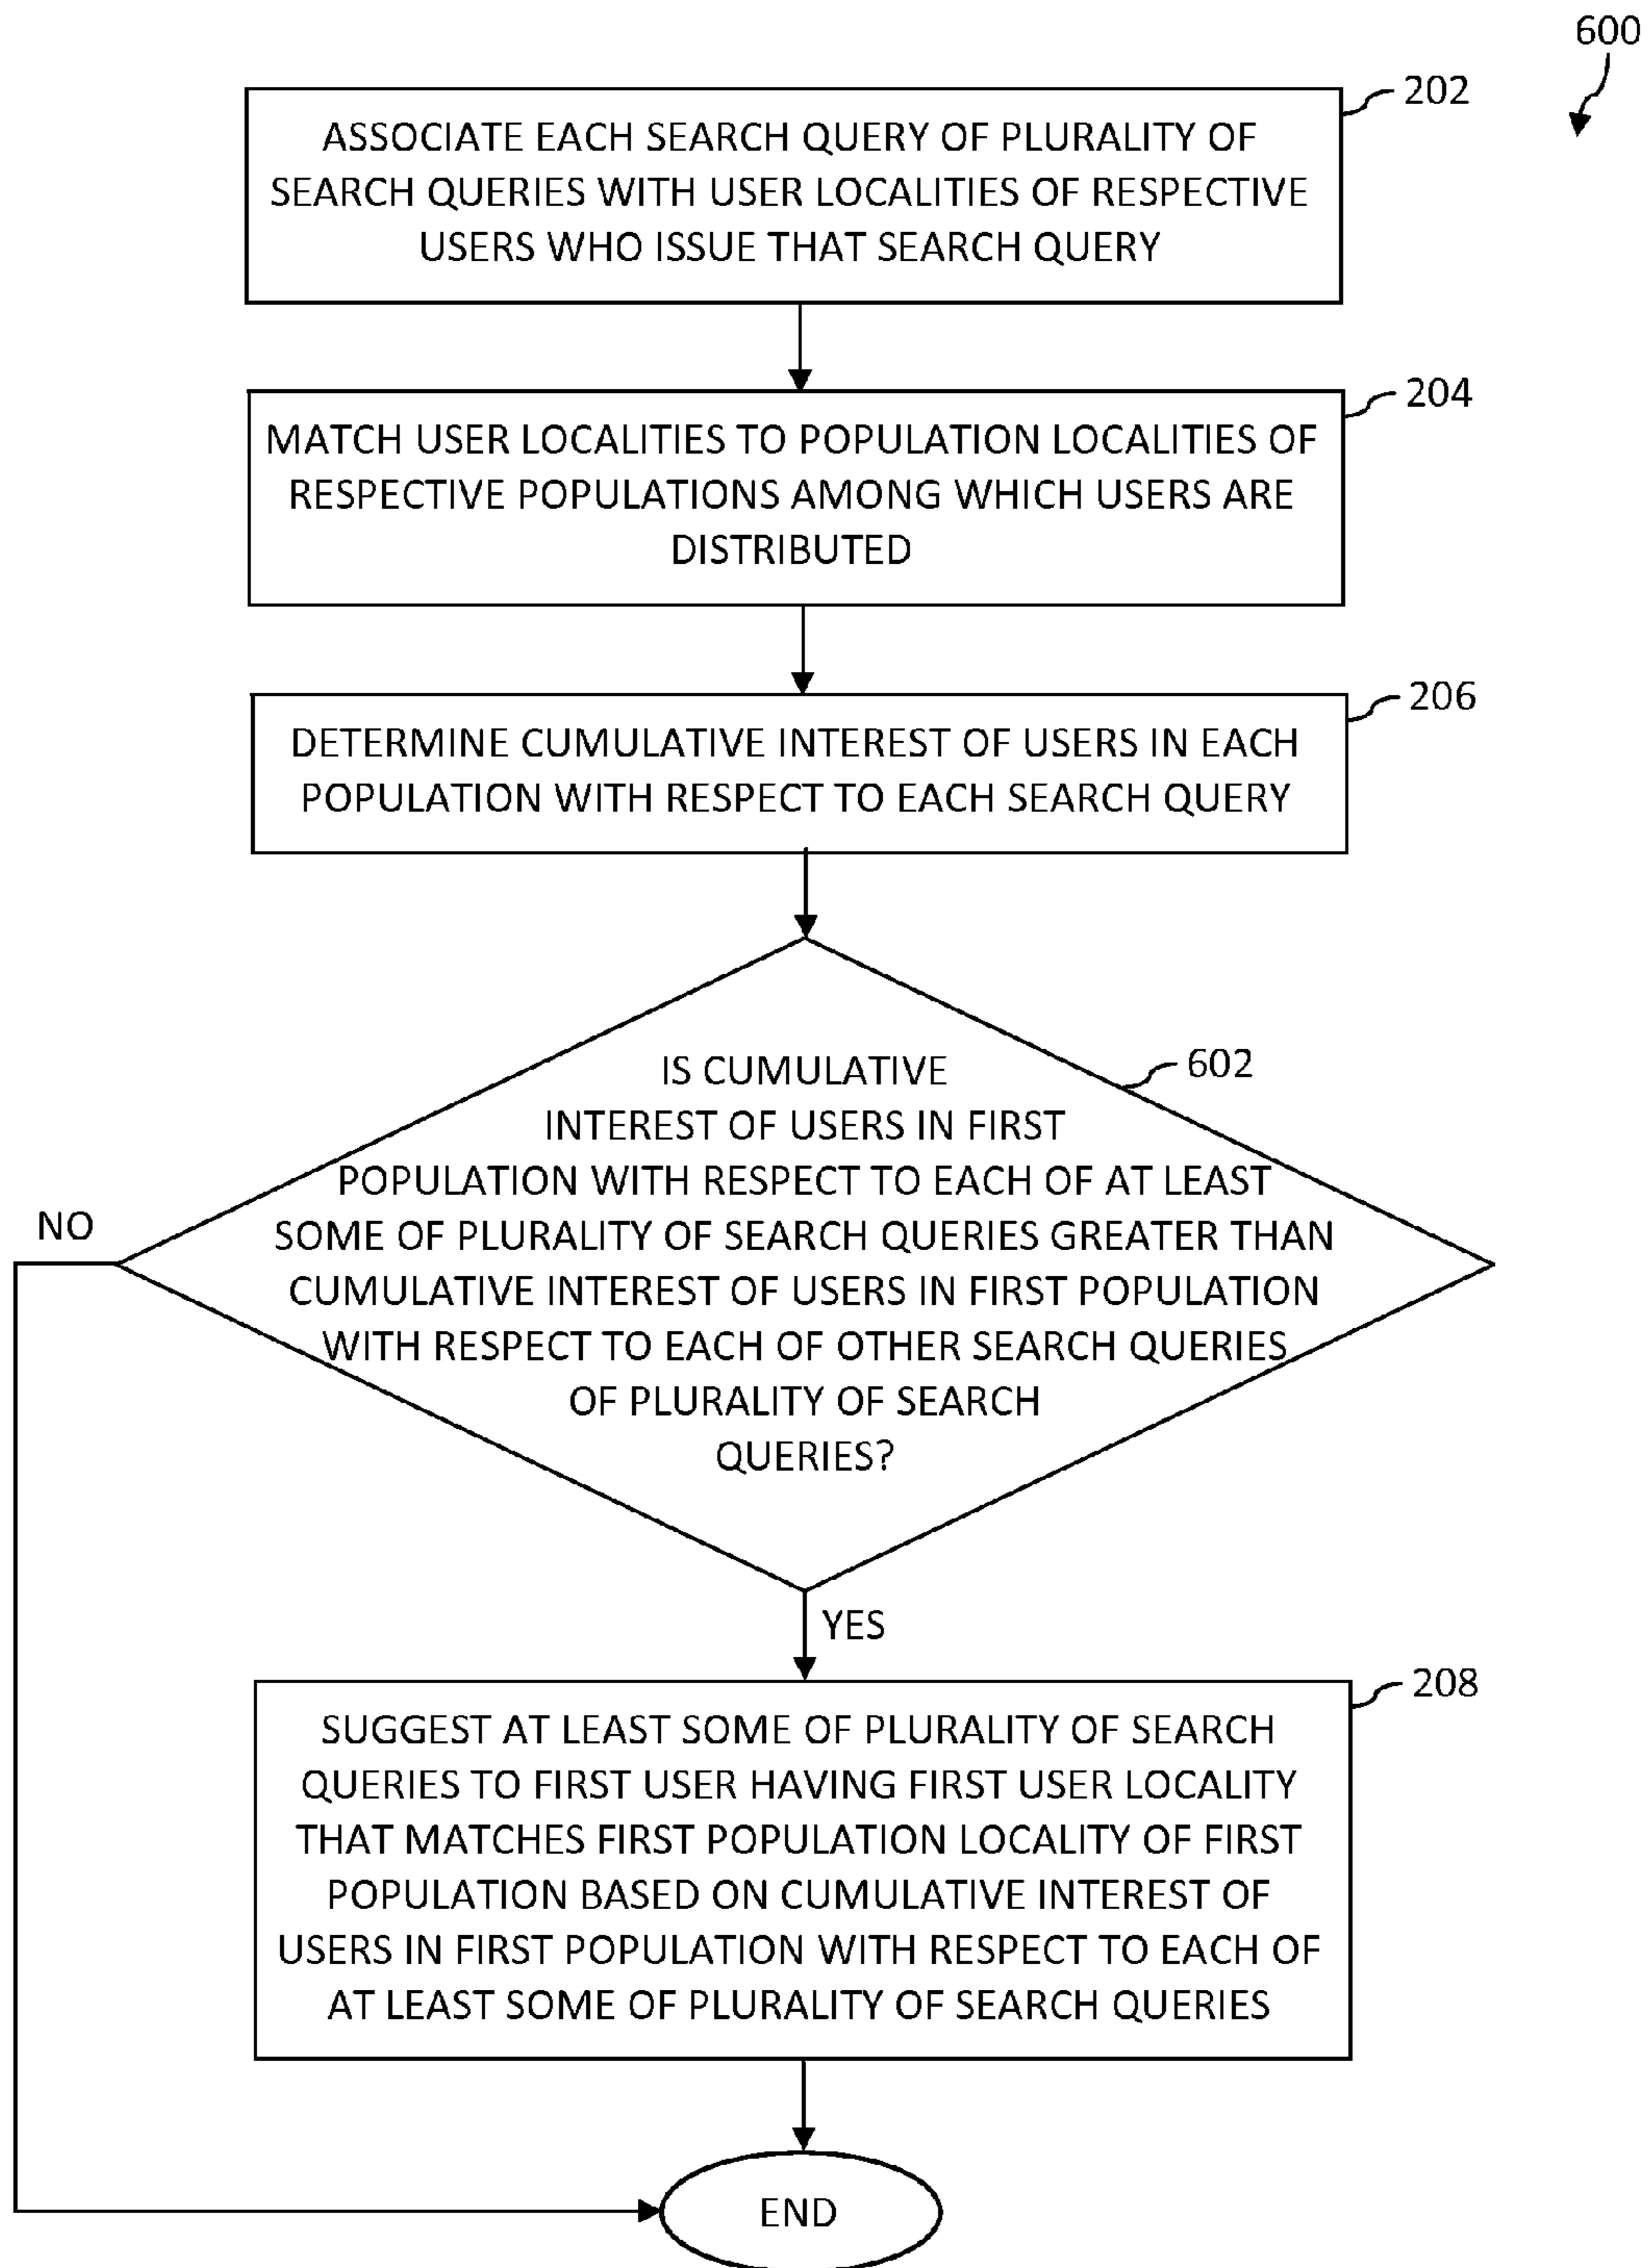 600
202
ASSOCIATE EACH SEARCH QUERY OF PLURALITY OF
SEARCH QUERIES WITH USER LOCALITIES OF RESPECTIVE
USERS WHO ISSUE THAT SEARCH QUERY
204
MATCH USER LOCALITIES TO POPULATION LOCALITIES OF
RESPECTIVE POPULATIONS AMONG WHICH USERS ARE
DISTRIBUTED
206
DETERMINE CUMULATIVE INTEREST OF USERS IN EACH
POPULATION WITH RESPECT TO EACH SEARCH QUERY
602
IS CUMULATIVE
INTEREST OF USERS IN FIRST
POPULATION WITH RESPECT TO EACH OF AT LEAST
SOME OF PLURALITY OF SEARCH QUERIES GREATER THAN
CUMULATIVE INTEREST OF USERS IN FIRST POPULATION
WITH RESPECT TO EACH OF OTHER SEARCH QUERIES
OF PLURALITY OF SEARCH
QUERIES?
NO
YES
208
SUGGEST AT LEAST SOME OF PLURALITY OF SEARCH
QUERIES TO FIRST USER HAVING FIRST USER LOCALITY
THAT MATCHES FIRST POPULATION LOCALITY OF FIRST
POPULATION BASED ON CUMULATIVE INTEREST OF
USERS IN FIRST POPULATION WITH RESPECT TO EACH OF
AT LEAST SOME OF PLURALITY OF SEARCH QUERIES
END